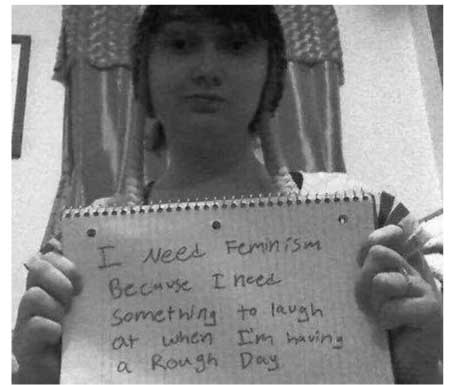 I Need Feminism
Because I need
something to laugh
at when I'm having
a Rough Day